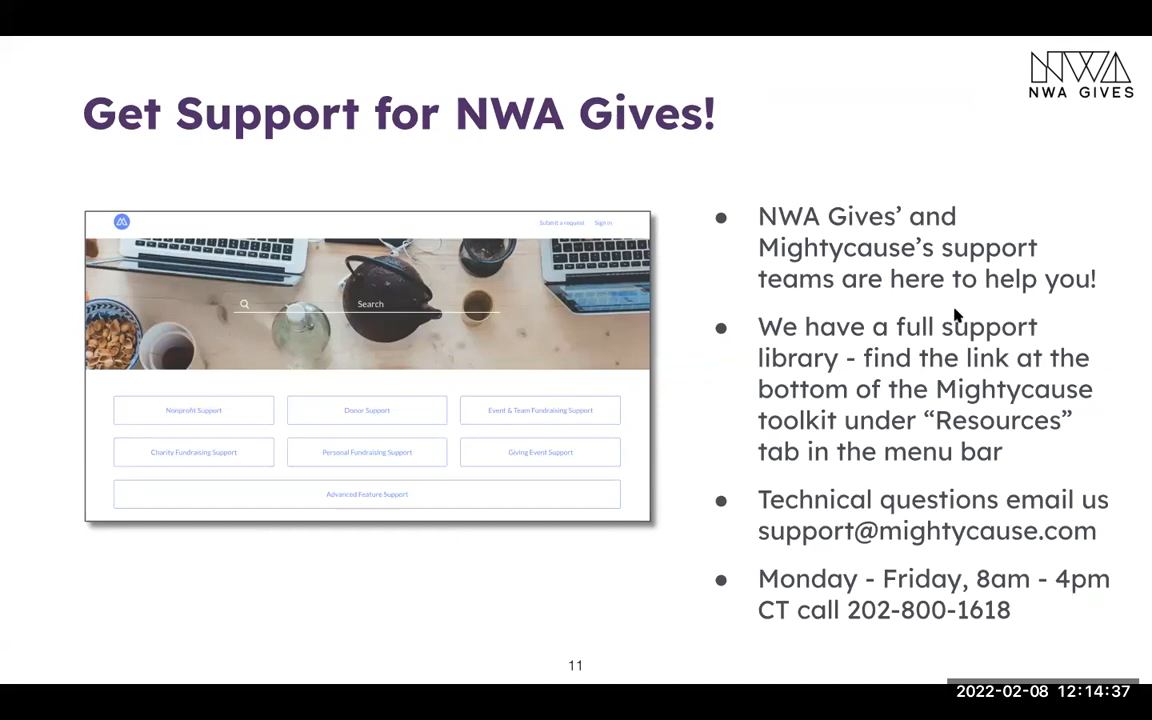 NWA GIVES
Get Support for NWA Gives!
Submit a request Sign in
Search
Nonprofit Support Donor Support Event & Team Fundraising Support
Charity Fundraising Support Personal Fundraising Support Giving Event Support
Advanced Feature Support
● NWA Gives’ and
Mightycause’s support
teams are here to help you!
● We have a full support
library - find the link at the
bottom of the Mightycause
toolkit under “Resources”
tab in the menu bar
● Technical questions email us
support@mightycause.com
● Monday - Friday, 8am - 4pm
CT call 202-800-1618
11
2022-02-08 12:14:37